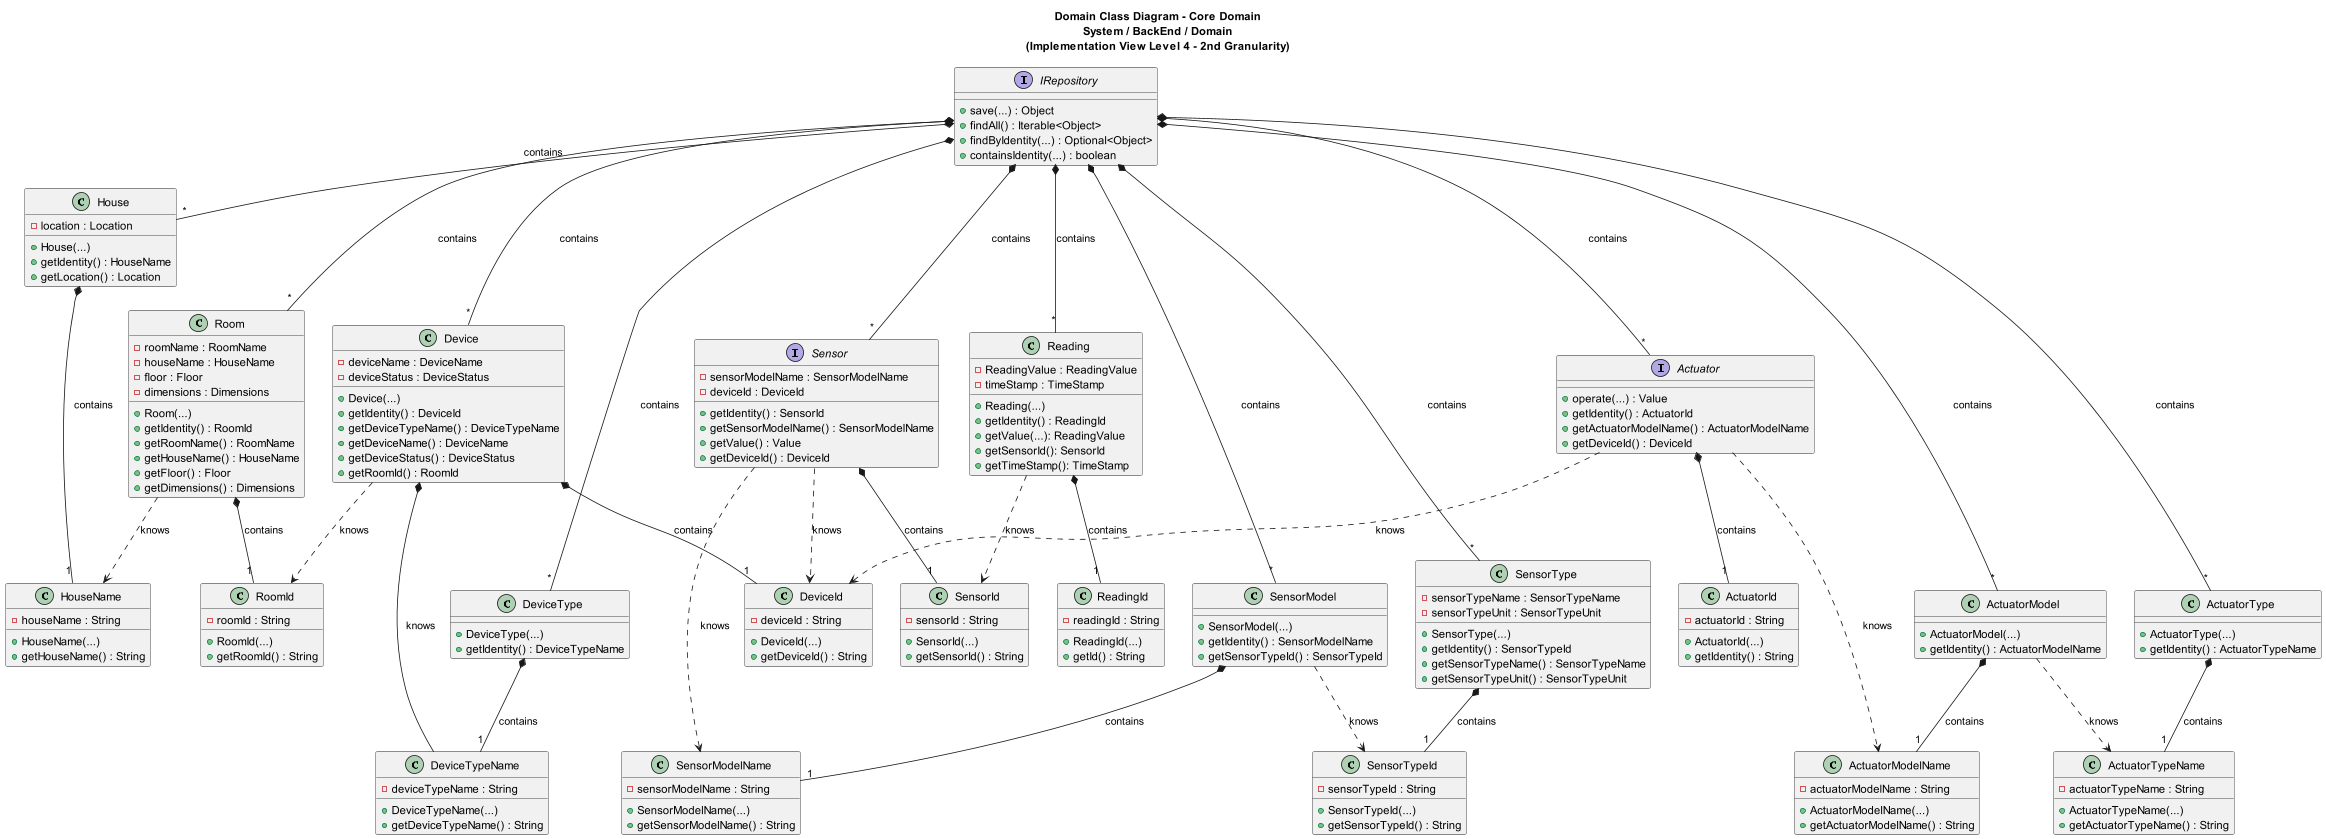 Domain Class Diagram - Core Domain
System / BackEnd / Domain
(Implementation View Level 4 - 2nd Granularity)
I IRepository
save(...) : Object
findAll() : Iterable<Object>
findByIdentity(...) : Optional<Object>
containsIdentity(...) : boolean
contains
*
C House
location : Location
House(...)
getIdentity() : HouseName
getLocation() : Location
contains
contains
contains
contains
contains
*
*
*
*
*
C Room
roomName : RoomName
houseName : HouseName
floor : Floor
dimensions : Dimensions
Room(...)
getIdentity() : RoomId
getRoomName() : RoomName
getHouseName() : HouseName
getFloor() : Floor
getDimensions() : Dimensions
C Device
deviceName : DeviceName
deviceStatus : DeviceStatus
Device(...)
getIdentity() : DeviceId
getDeviceTypeName() : DeviceTypeName
getDeviceName() : DeviceName
getDeviceStatus() : DeviceStatus
getRoomId() : RoomId
I Sensor
sensorModelName : SensorModelName
deviceId : DeviceId
getIdentity() : SensorId
getSensorModelName() : SensorModelName
getValue() : Value
getDeviceId() : DeviceId
C Reading
ReadingValue : ReadingValue
timeStamp : TimeStamp
Reading(...)
getIdentity() : ReadingId
getValue(...): ReadingValue
getSensorId(): SensorId
getTimeStamp(): TimeStamp
I Actuator
operate(...) : Value
getIdentity() : ActuatorId
getActuatorModelName() : ActuatorModelName
getDeviceId() : DeviceId
contains
contains
contains
contains
contains
contains
knows
contains
knows
contains
knows
contains
knows
contains
knows
contains
1
1
*
1
1
1
*
*
1
*
*
C HouseName
houseName : String
HouseName(...)
getHouseName() : String
C RoomId
roomId : String
RoomId(...)
getRoomId() : String
knows
C DeviceType
DeviceType(...)
getIdentity() : DeviceTypeName
knows
C DeviceId
deviceId : String
DeviceId(...)
getDeviceId() : String
C SensorId
sensorId : String
SensorId(...)
getSensorId() : String
C ReadingId
readingId : String
ReadingId(...)
getId() : String
C SensorModel
SensorModel(...)
getIdentity() : SensorModelName
getSensorTypeId() : SensorTypeId
C SensorType
sensorTypeName : SensorTypeName
sensorTypeUnit : SensorTypeUnit
SensorType(...)
getIdentity() : SensorTypeId
getSensorTypeName() : SensorTypeName
getSensorTypeUnit() : SensorTypeUnit
C ActuatorId
actuatorId : String
ActuatorId(...)
getIdentity() : String
knows
C ActuatorModel
ActuatorModel(...)
getIdentity() : ActuatorModelName
C ActuatorType
ActuatorType(...)
getIdentity() : ActuatorTypeName
contains
contains
knows
contains
contains
knows
contains
1
1
1
1
1
C DeviceTypeName
deviceTypeName : String
DeviceTypeName(...)
getDeviceTypeName() : String
C SensorModelName
sensorModelName : String
SensorModelName(...)
getSensorModelName() : String
C SensorTypeId
sensorTypeId : String
SensorTypeId(...)
getSensorTypeId() : String
C ActuatorModelName
actuatorModelName : String
ActuatorModelName(...)
getActuatorModelName() : String
C ActuatorTypeName
actuatorTypeName : String
ActuatorTypeName(...)
getActuatorTypeName() : String